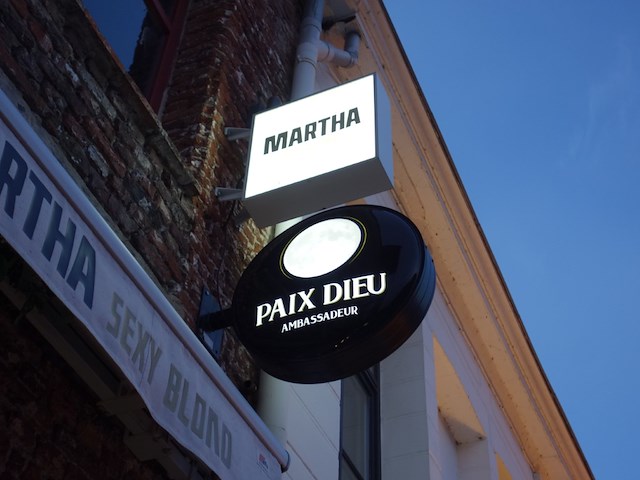 MARTHA
PAIX DIEU
AMBASSADEUR
RTHA SEXY BLOND